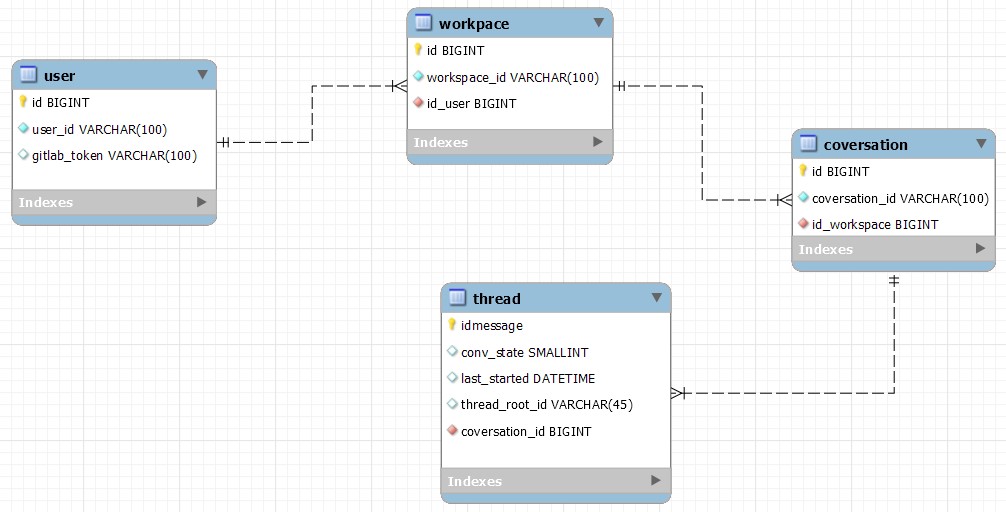 user
id BIGINT
user_id VARCHAR(100)
gitlab_token VARCHAR(100)
Indexes
workpace
id BIGINT
workspace_id VARCHAR(100)
id_user BIGINT
Indexes
coversation
id BIGINT
coversation_id VARCHAR(100)
id_workspace BIGINT
Indexes
thread
idmessage
conv_state SMALLINT
last_started DATETIME
thread_root_id VARCHAR(45)
coversation_id BIGINT
Indexes